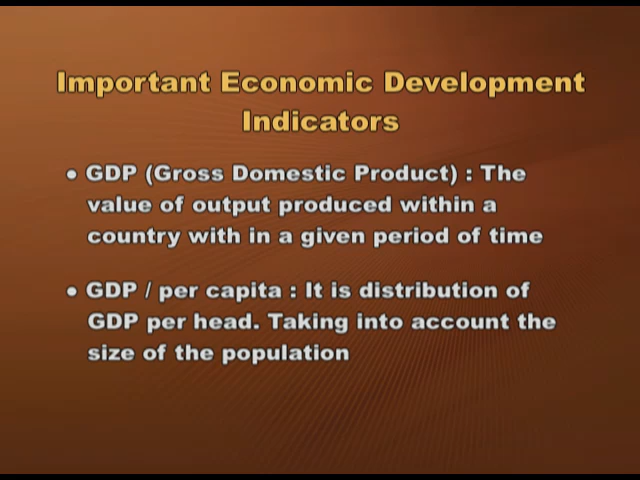 Important Economic Development
Indicators
• GDP (Gross Domestic Product) : The
value of output produced within a
country with in a given period of time
• GDP / per capita : It is distribution of
GDP per head. Taking into account the
size of the population